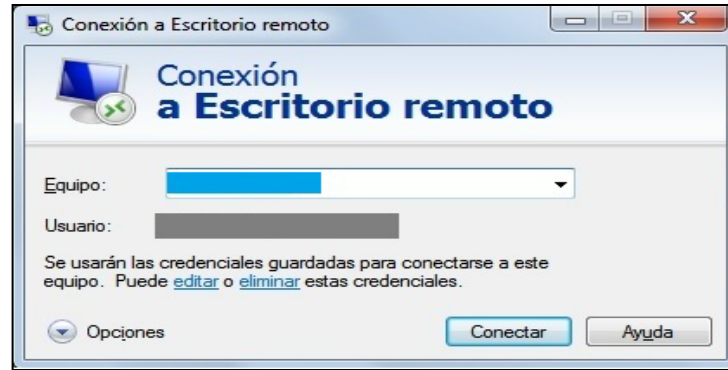 Conexión a Escritorio remoto
Conexión
a Escritorio remoto
Equipo:
Usuario:
Se usarán las credenciales guardadas para conectarse a este
equipo. Puede editar o eliminar estas credenciales.
Opciones
Conectar
Ayuda